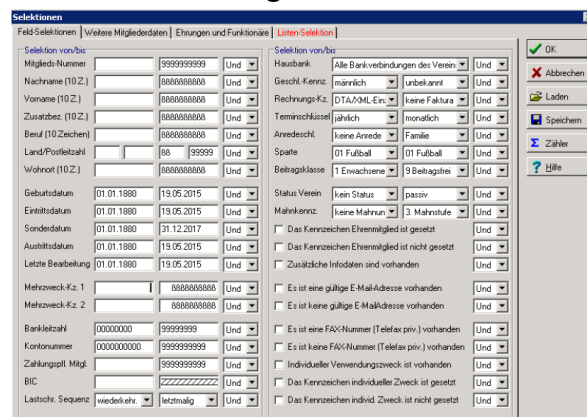 Selektionen
Feld-Selektionen Weitere Mitgliederdaten Ehrungen und Funktionäre Listen-Selektion
Selektion von/bis
Mitglieds-Nummer 9999999999 Und
Nachname (10 Z.) 8888888888 Und
Vorname (10 Z.) 8888888888 Und
Zusatzbez. (10 Z.) 8888888888 Und
Beruf (10 Zeichen) 8888888888 Und
Land/Postleitzahl 88 99999 Und
Wohnort (10 Z.) 8888888888 Und
Geburtsdatum 01.01.1880 19.05.2015 Und
Eintrittsdatum 01.01.1880 19.05.2015 Und
Sonderdatum 01.01.1880 31.12.2017 Und
Austrittsdatum 01.01.1880 19.05.2015 Und
Letzte Bearbeitung 01.01.1880 19.05.2015 Und
Mehrzweck-Kz. 1 8888888888 Und
Mehrzweck-Kz. 2 8888888888 Und
Bankleitzahl 00000000 99999999 Und
Kontonummer 0000000000 9999999999 Und
Zahlungspfl. Mitgl. 9999999999 Und
BIC ZZZZZZZZZZZ Und
Lastschr. Sequenz wiederkehr. letztmalig Und
Selektion von/bis
Hausbank Alle Bankverbindungen des Verein: Und
Geschl.-Kennz. männlich unbekannt Und
Rechnungs-Kz. DTA/XML-Einz keine Faktura Und
Terminschlüssel jährlich monatlich Und
Anredeschl. keine Anrede Familie Und
Sparte 01 Fußball 01 Fußball Und
Beitragsklasse 1 Erwachsene 9 Beitragsfrei Und
Status Verein kein Status passiv Und
Mahnkennz. keine Mahnun 3. Mahnstufe Und
Das Kennzeichen Ehrenmitglied ist gesetzt Und
Das Kennzeichen Ehrenmitglied ist nicht gesetzt Und
Zusätzliche Infodaten sind vorhanden Und
Es ist eine gültige E-Mail-Adresse vorhanden Und
Es ist keine gültige E-Mail-Adresse vorhanden Und
Es ist eine FAX-Nummer (Telefax priv.) vorhanden Und
Es ist keine FAX-Nummer (Telefax priv.) vorhanden Und
Individueller Verwendungszweck ist vorhanden Und
Das Kennzeichen individueller Zweck ist gesetzt Und
Das Kennzeichen individ. Zweck ist nicht gesetzt Und
OK
Abbrechen
Laden
Speichern
Zähler
Hilfe